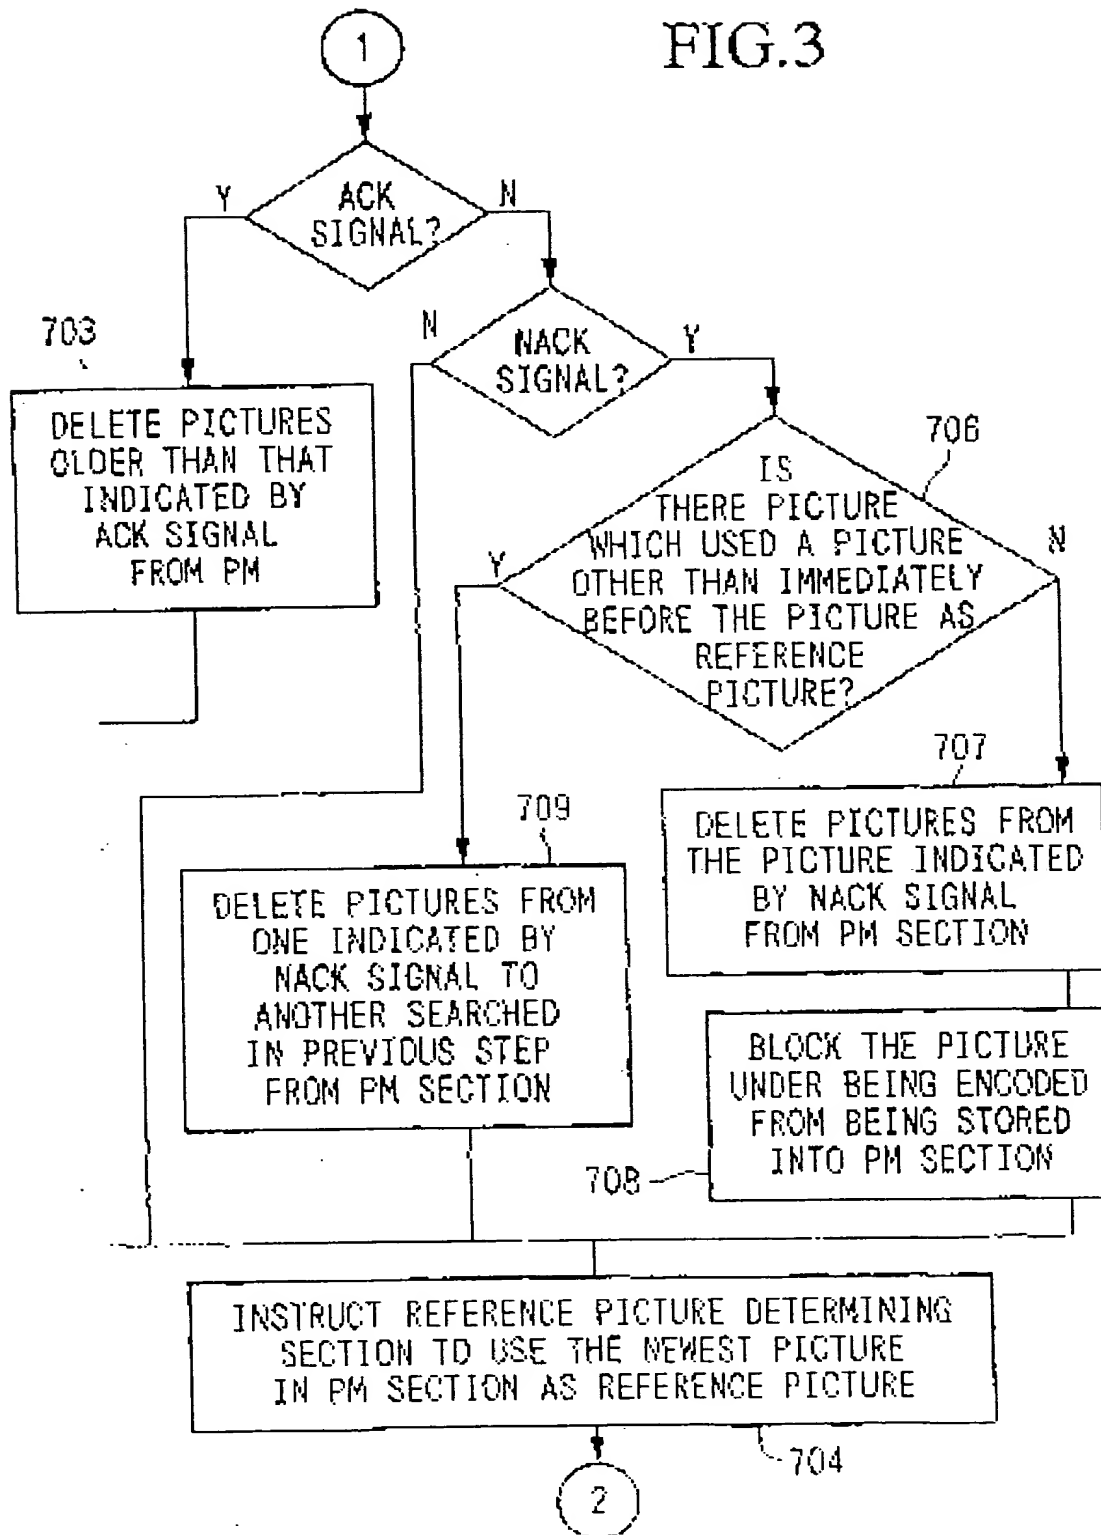 FIG.3
1
ACK
SIGNAL?
Y
N
NACK
SIGNAL?
N
Y
703
DELETE PICTURES
OLDER THAN THAT
INDICATED BY
ACK SIGNAL
FROM PM
706
IS
THERE PICTURE
WHICH USED A PICTURE
OTHER THAN IMMEDIATELY
BEFORE THE PICTURE AS
REFERENCE
PICTURE?
Y
N
707
DELETE PICTURES FROM
THE PICTURE INDICATED
BY NACK SIGNAL
FROM PM SECTION
709
DELETE PICTURES FROM
ONE INDICATED BY
NACK SIGNAL TO
ANOTHER SEARCHED
IN PREVIOUS STEP
FROM PM SECTION
BLOCK THE PICTURE
UNDER BEING ENCODED
FROM BEING STORED
INTO PM SECTION
708
INSTRUCT REFERENCE PICTURE DETERMINING
SECTION TO USE THE NEWEST PICTURE
IN PM SECTION AS REFERENCE PICTURE
704
2